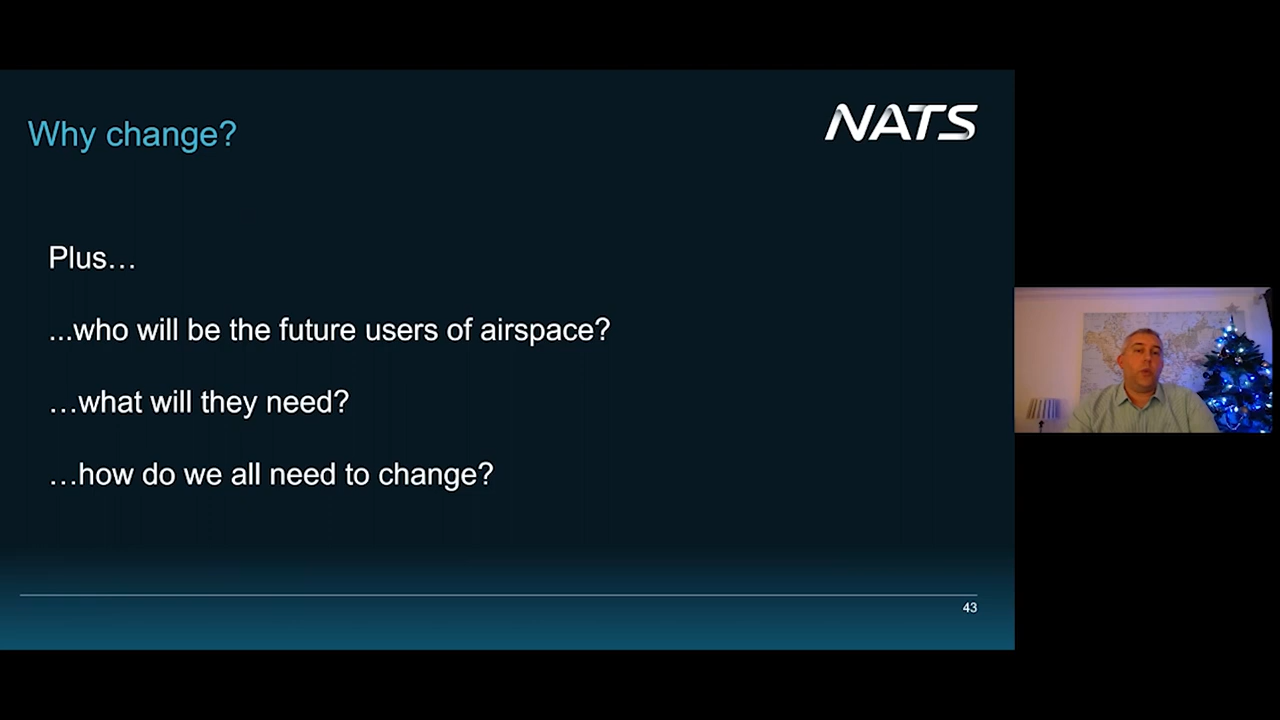 Why change?
NATS
Plus…
...who will be the future users of airspace?
…what will they need?
…how do we all need to change?
43